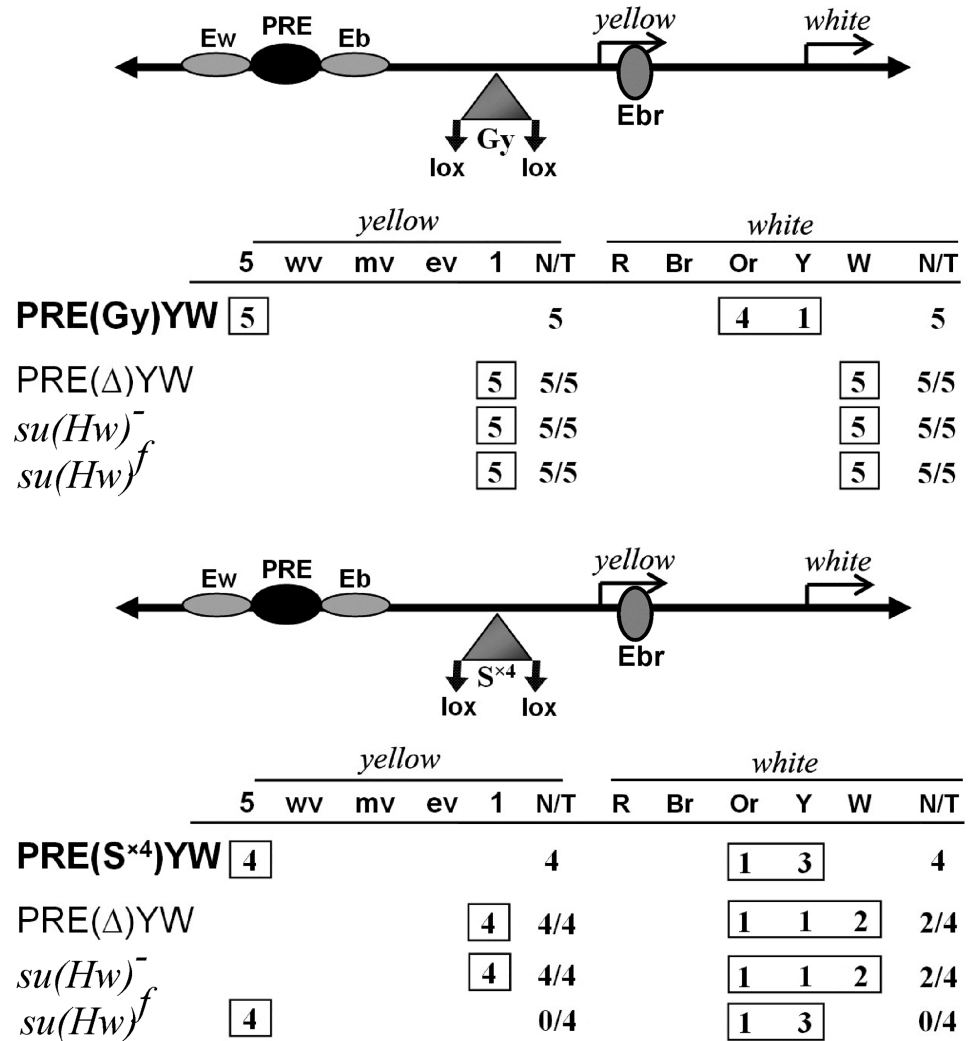 Ew PRE Eb yellow white
Ebr
Gy
lox lox
yellow white
5 wv mv ev 1 N/T R Br Or Y W N/T
PRE(Gy)YW 5 5 4 1 5
PRE(Δ)YW 5 5/5 5 5/5
su(Hw)⁻ 5 5/5 5 5/5
su(Hw)ᶠ 5 5/5 5 5/5
Ew PRE Eb yellow white
Ebr
S×4
lox lox
yellow white
5 wv mv ev 1 N/T R Br Or Y W N/T
PRE(S×4)YW 4 4 1 3 4
PRE(Δ)YW 4 4/4 1 1 2 2/4
su(Hw)⁻ 4 4/4 1 1 2 2/4
su(Hw)ᶠ 4 0/4 1 3 0/4